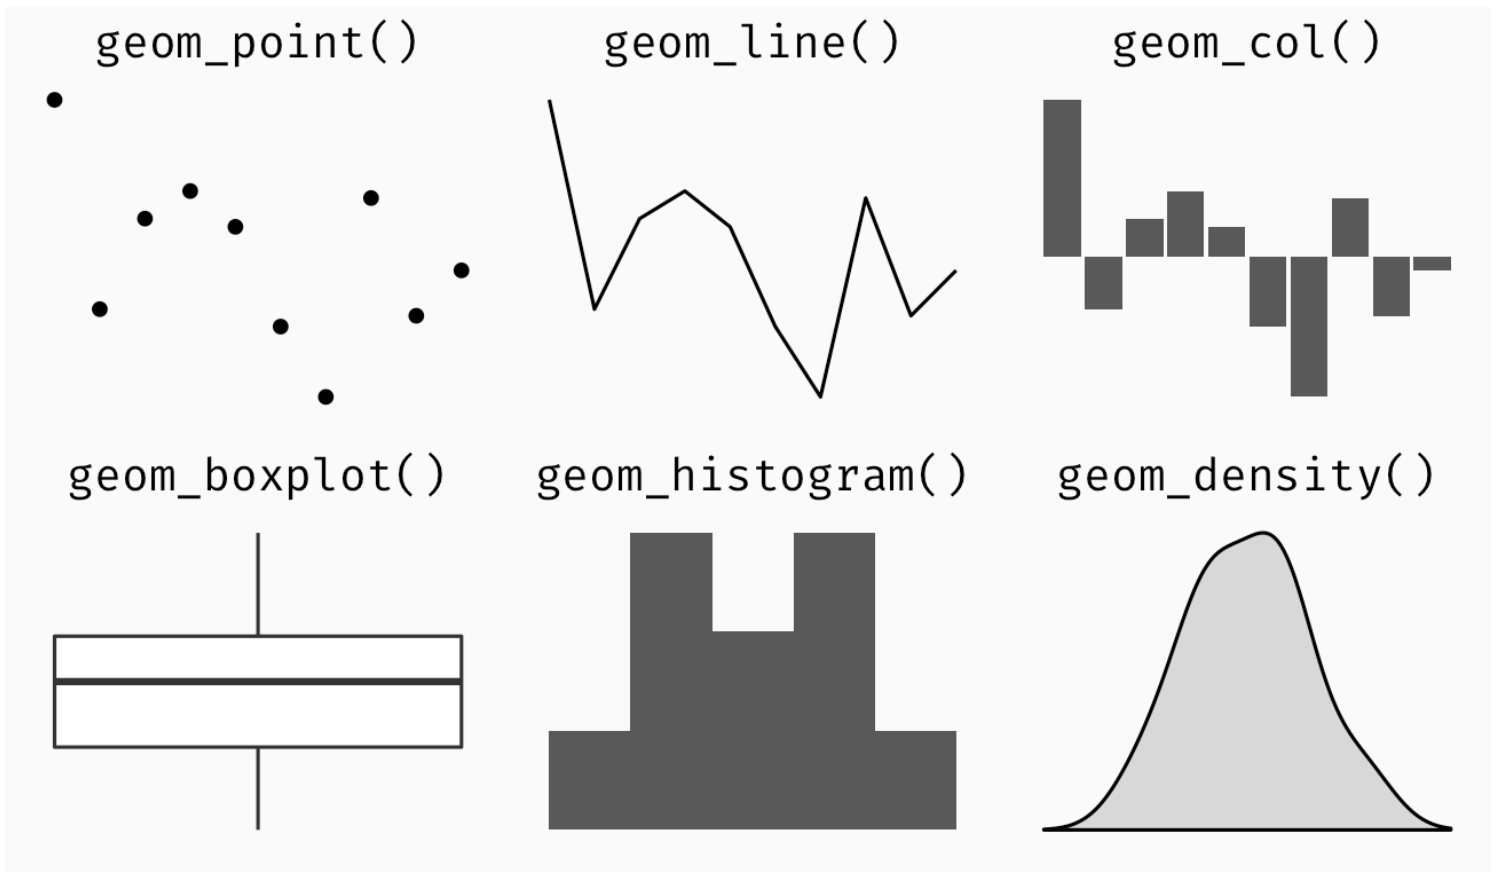 geom_point()
geom_line()
geom_col()
geom_boxplot()
geom_histogram()
geom_density()